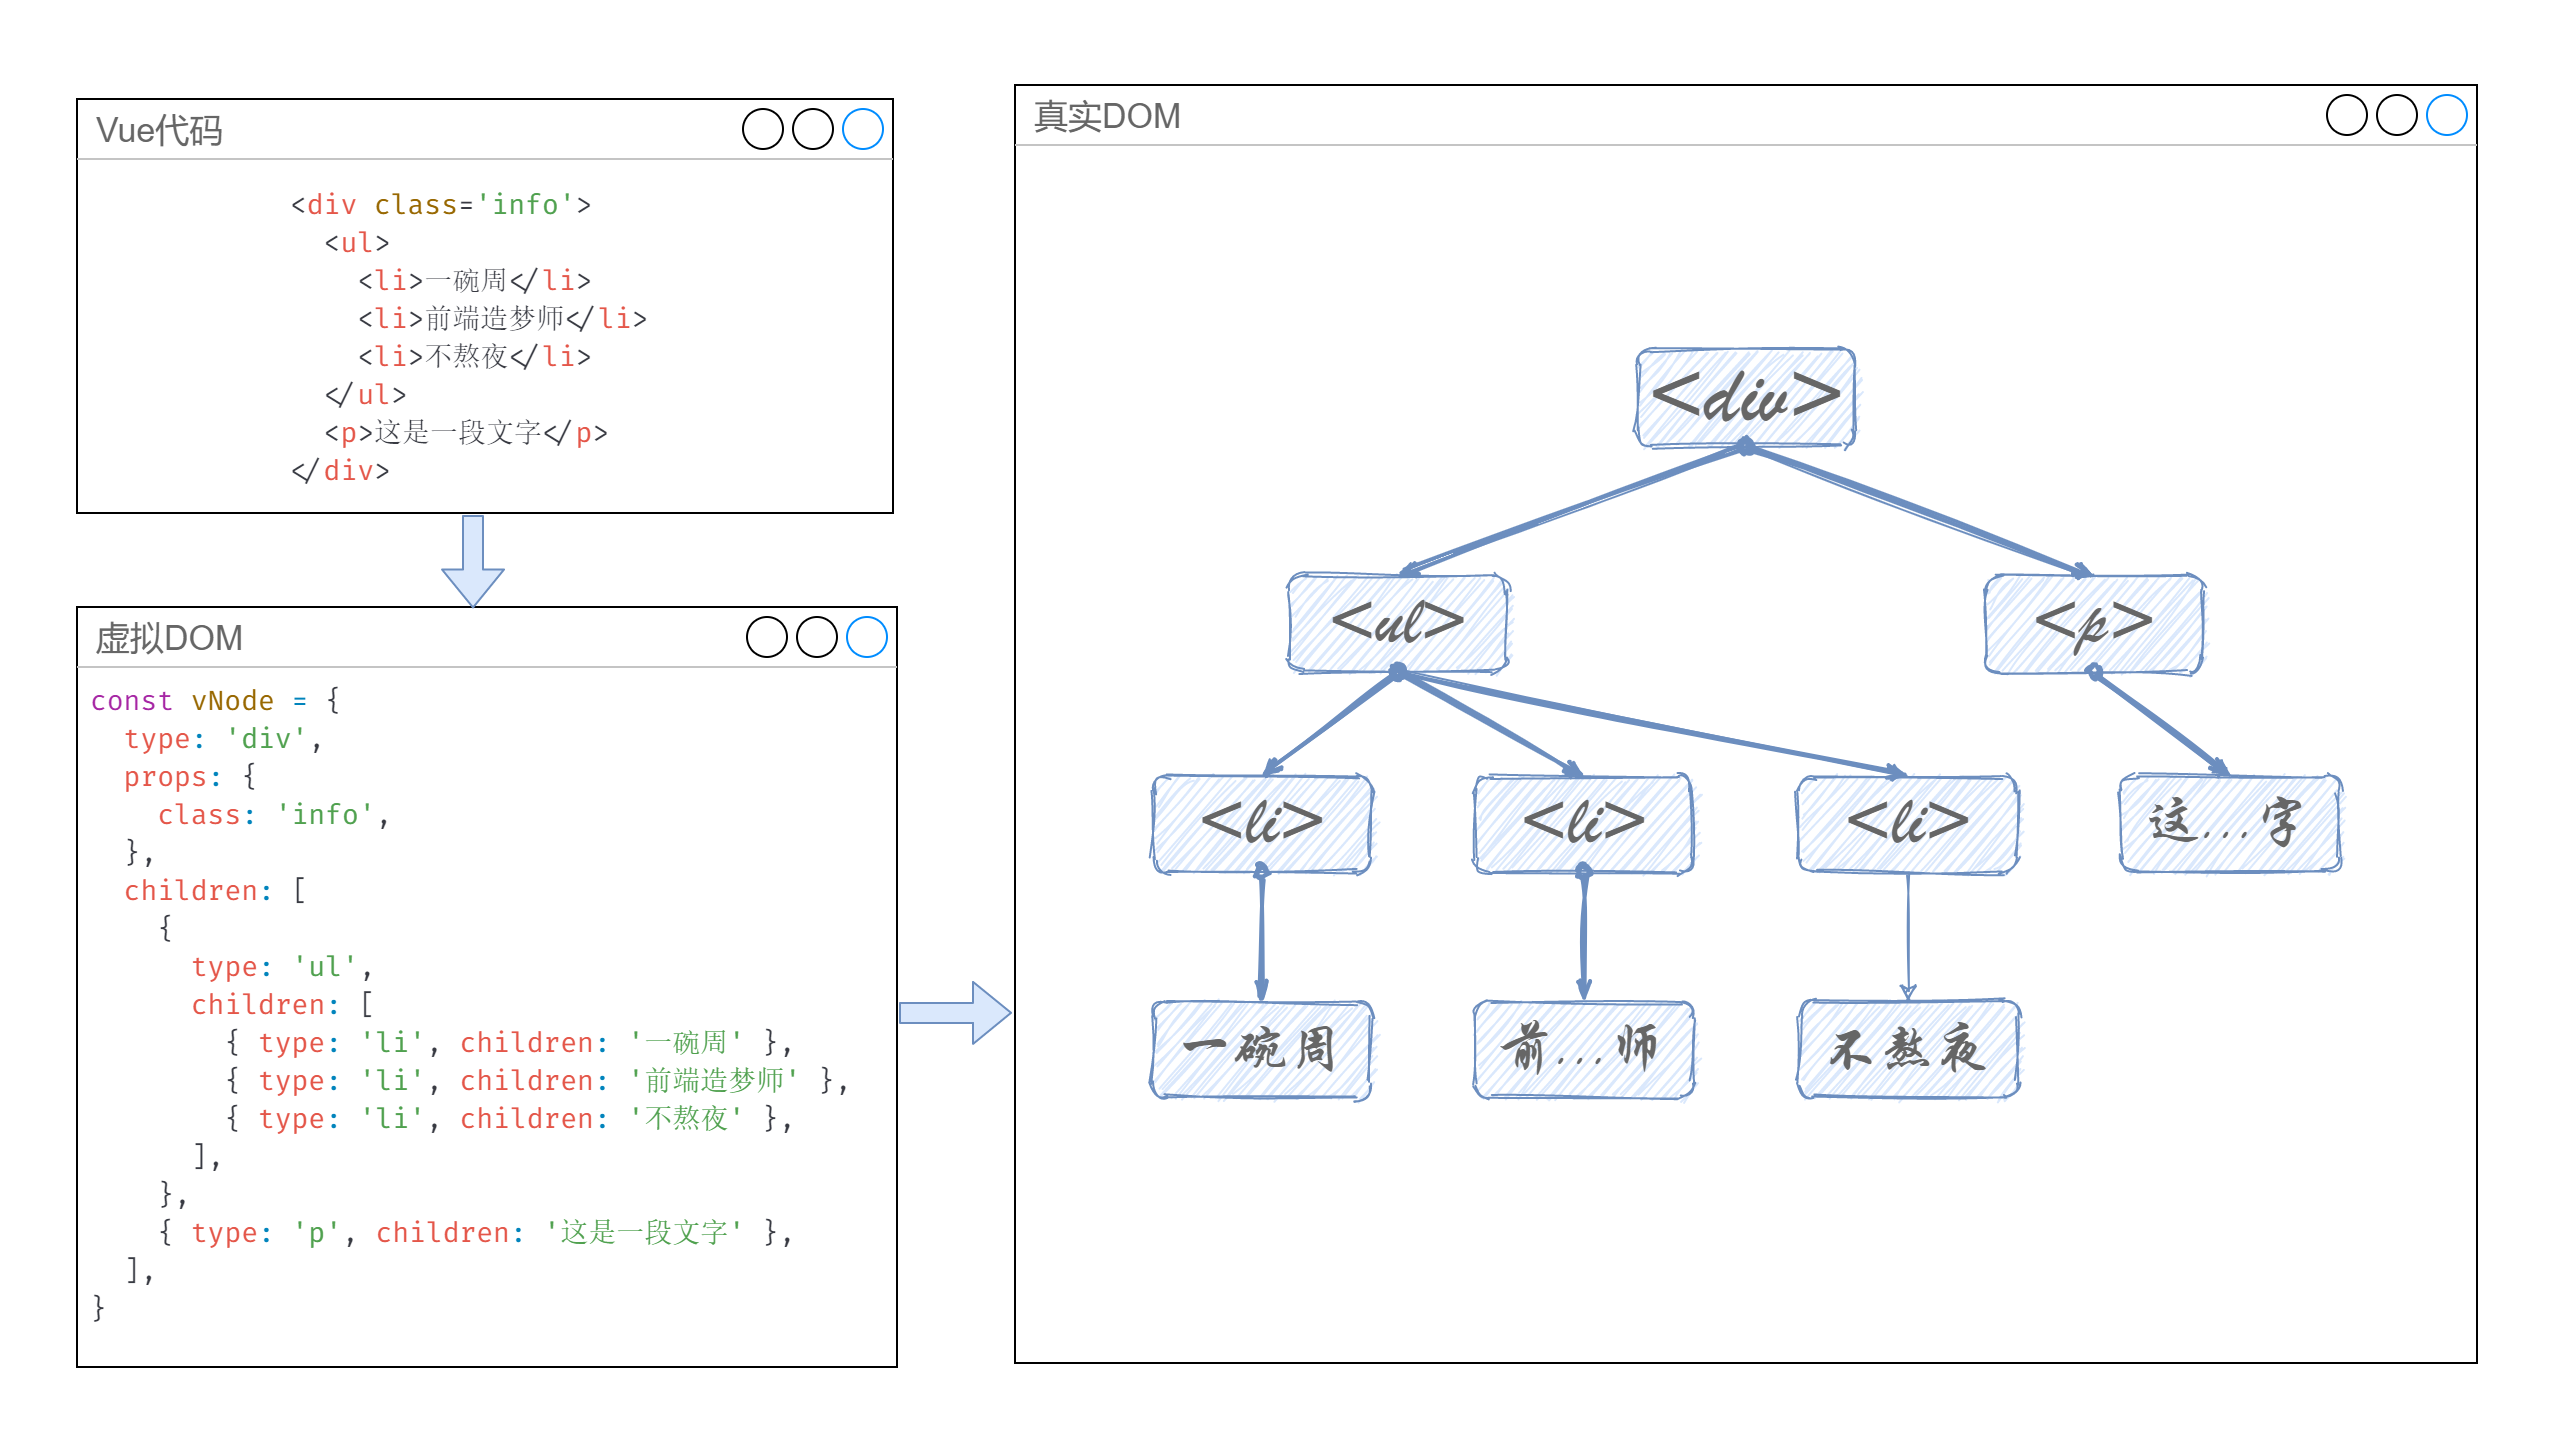 Vue代码
<div class='info'>
  <ul>
    <li>一碗周</li>
    <li>前端造梦师</li>
    <li>不熬夜</li>
  </ul>
  <p>这是一段文字</p>
</div>
虚拟DOM
const vNode = {
  type: 'div',
  props: {
    class: 'info',
  },
  children: [
    {
      type: 'ul',
      children: [
        { type: 'li', children: '一碗周' },
        { type: 'li', children: '前端造梦师' },
        { type: 'li', children: '不熬夜' },
      ],
    },
    { type: 'p', children: '这是一段文字' },
  ],
}
真实DOM
<div>
<ul> <p>
<li> <li> <li> 这...字
一碗周 前...师 不熬夜